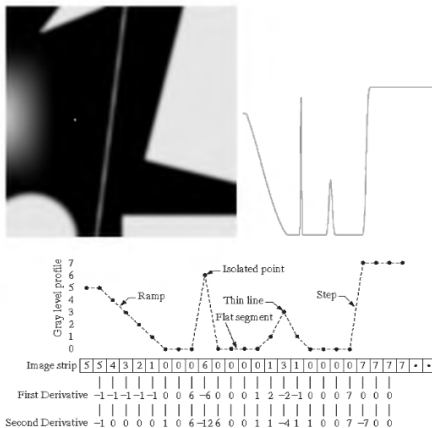 7
6
5
4
3
2
1
0
Gray level profile
Ramp
Isolated point
Thin line
Flat segment
Step
Image strip 5 5 4 3 2 1 0 0 0 6 0 0 0 0 1 3 1 0 0 0 0 7 7 7 7 • •
First Derivative -1 -1 -1 -1 -1 0 0 6 -6 0 0 0 1 2 -2 -1 0 0 0 7 0 0 0
Second Derivative -1 0 0 0 0 1 0 6 -12 6 0 0 1 1 -4 1 1 0 0 7 -7 0 0